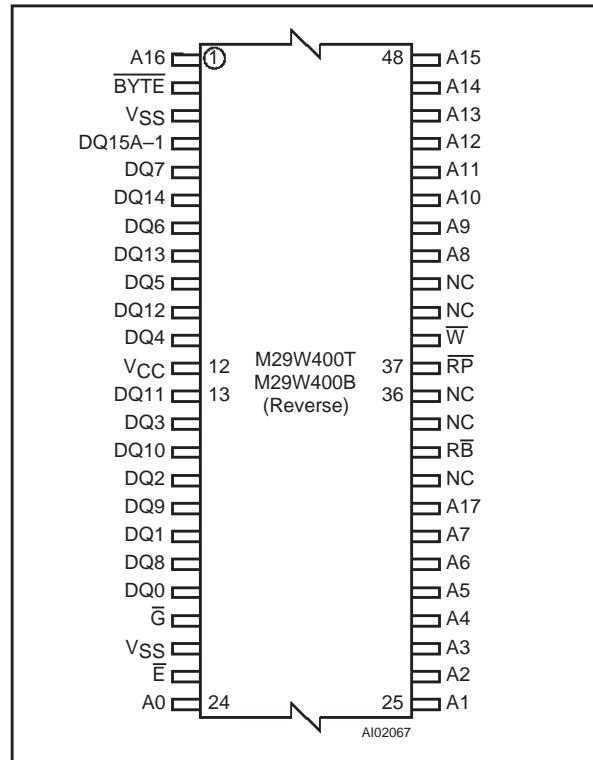 A16 1 48 A15
B̅Y̅T̅E̅ A14
VSS A13
DQ15A–1 A12
DQ7 A11
DQ14 A10
DQ6 A9
DQ13 A8
DQ5 NC
DQ12 NC
DQ4 W̅
VCC 12 M29W400T 37 R̅P̅
DQ11 13 M29W400B 36 NC
DQ3 (Reverse) NC
DQ10 RB̅
DQ2 NC
DQ9 A17
DQ1 A7
DQ8 A6
DQ0 A5
G̅ A4
VSS A3
E̅ A2
A0 24 25 A1
AI02067